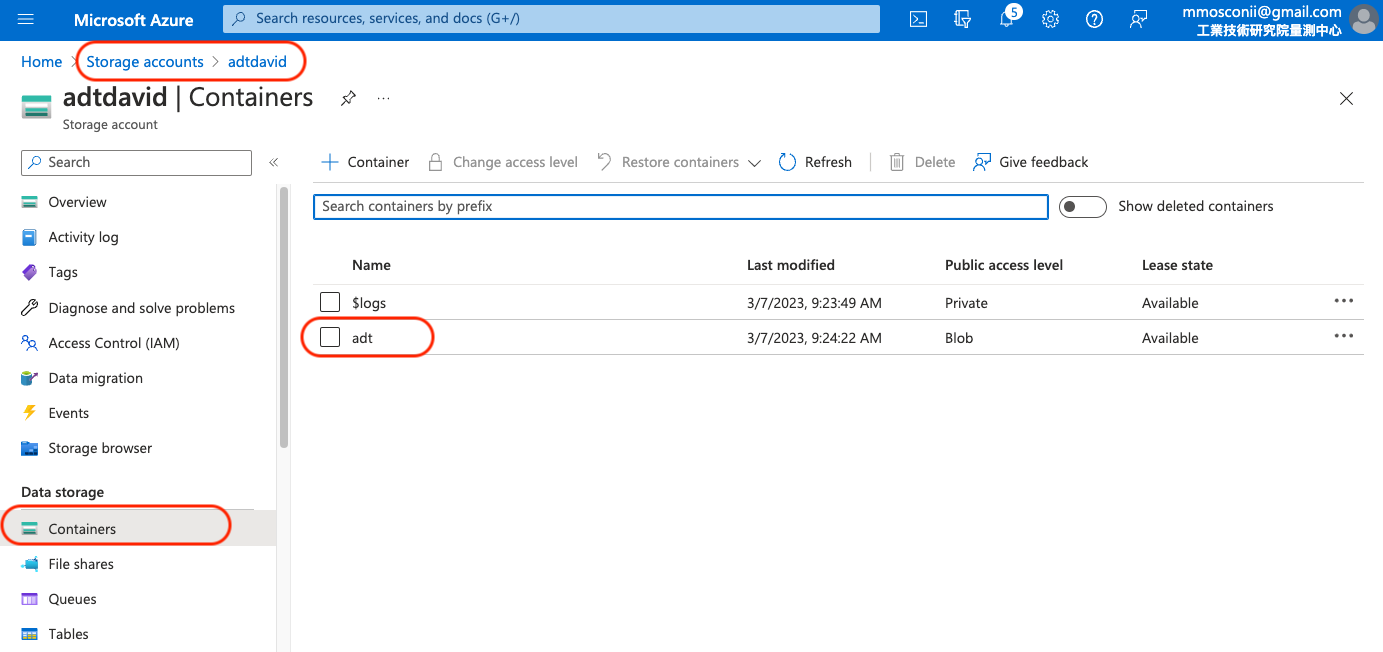 Microsoft Azure
Search resources, services, and docs (G+/)
5
mmosconii@gmail.com
工業技術研究院量測中心
Home > Storage accounts > adtdavid
adtdavid | Containers
Storage account
Search
Container
Change access level
Restore containers
Refresh
Delete
Give feedback
Search containers by prefix
Show deleted containers
Overview
Activity log
Tags
Diagnose and solve problems
Access Control (IAM)
Data migration
Events
Storage browser
Data storage
Containers
File shares
Queues
Tables
Name Last modified Public access level Lease state
$logs 3/7/2023, 9:23:49 AM Private Available
adt 3/7/2023, 9:24:22 AM Blob Available